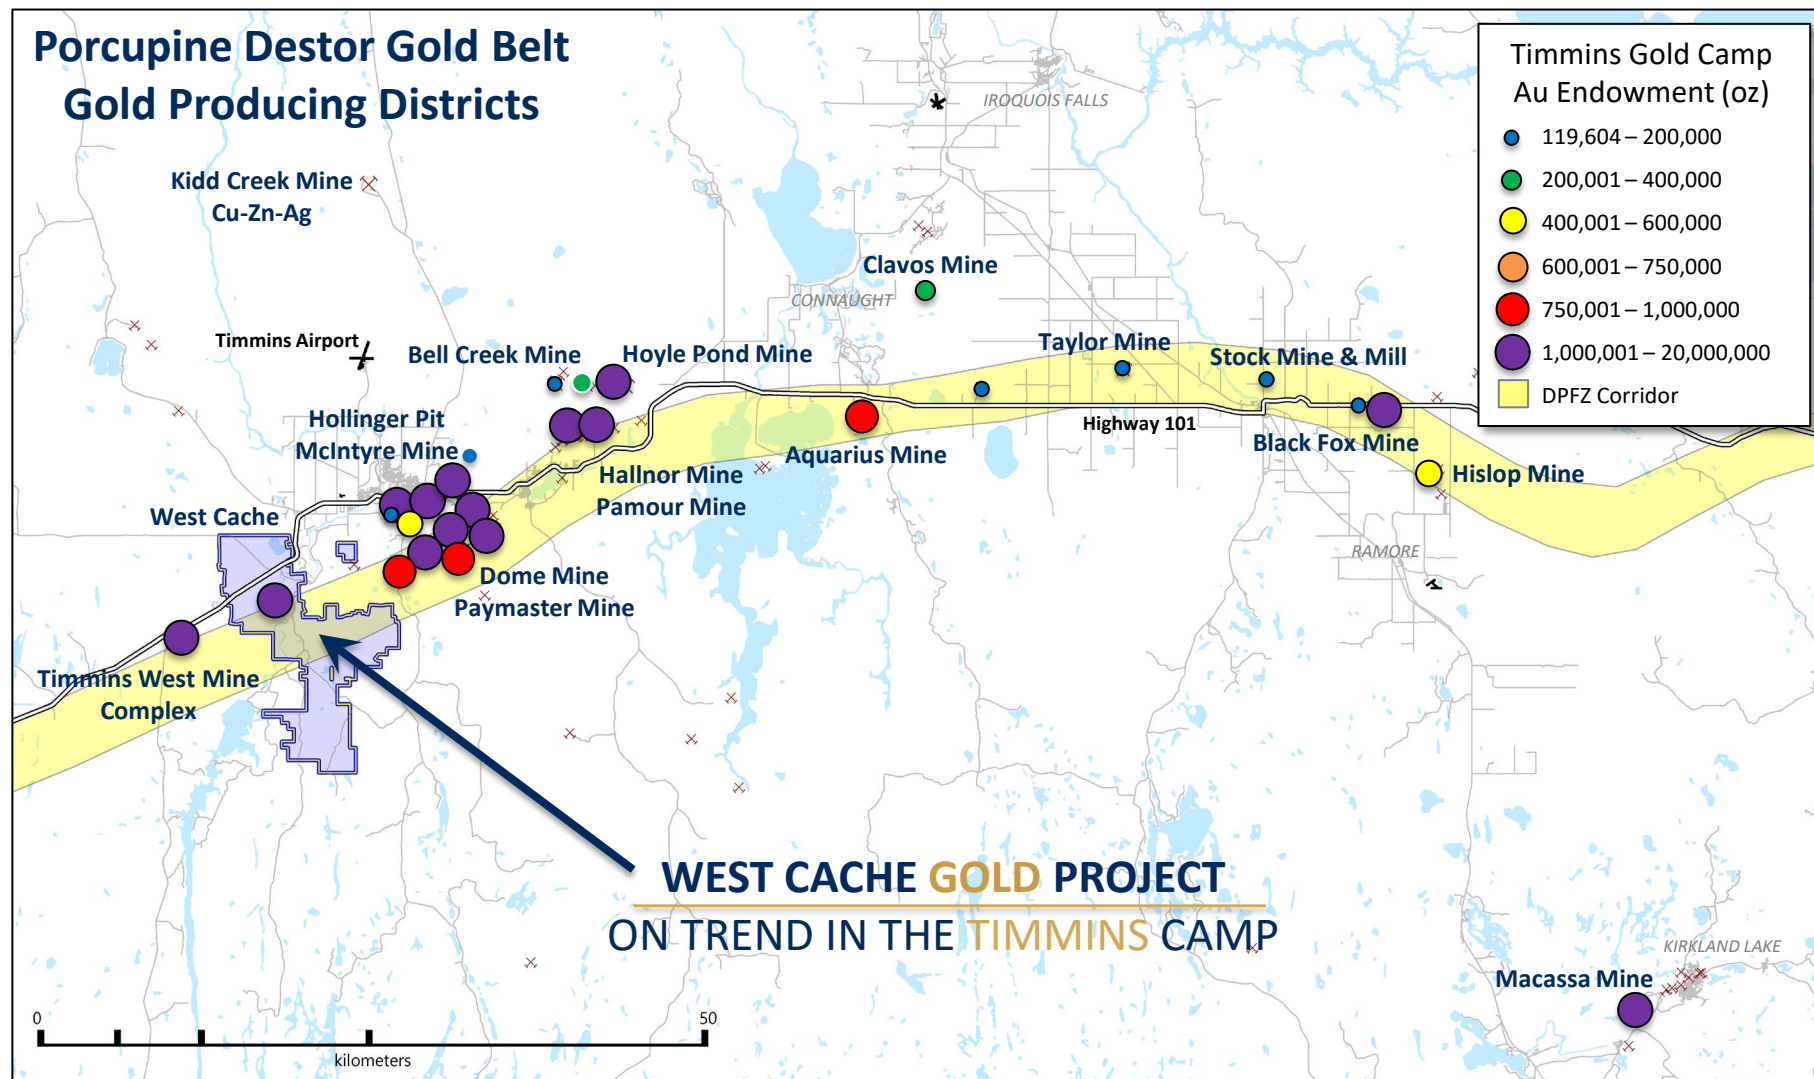 Porcupine Destor Gold Belt
Gold Producing Districts
Timmins Gold Camp
Au Endowment (oz)
119,604 – 200,000
200,001 – 400,000
400,001 – 600,000
600,001 – 750,000
750,001 – 1,000,000
1,000,001 – 20,000,000
DPFZ Corridor
IROQUOIS FALLS
Kidd Creek Mine
Cu-Zn-Ag
Clavos Mine
CONNAUGHT
Timmins Airport
Bell Creek Mine
Hoyle Pond Mine
Taylor Mine
Stock Mine & Mill
Hollinger Pit
McIntyre Mine
Highway 101
Black Fox Mine
Aquarius Mine
Hallnor Mine
Pamour Mine
Hislop Mine
West Cache
RAMORE
Dome Mine
Paymaster Mine
Timmins West Mine
Complex
WEST CACHE GOLD PROJECT
ON TREND IN THE TIMMINS CAMP
KIRKLAND LAKE
Macassa Mine
0
50
kilometers